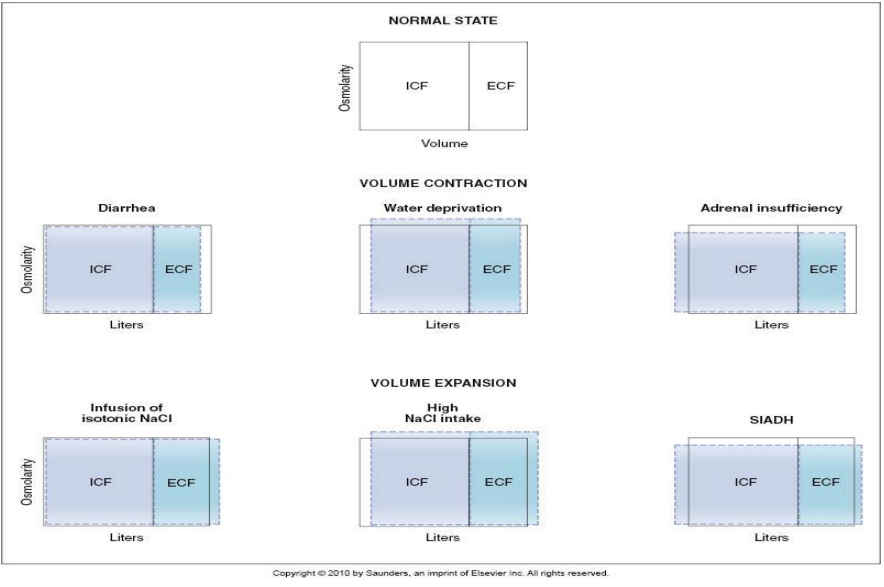 NORMAL STATE
Osmolarity
ICF
ECF
Volume
VOLUME CONTRACTION
Diarrhea
Water deprivation
Adrenal insufficiency
Osmolarity
ICF
ECF
ICF
ECF
ICF
ECF
Liters
Liters
Liters
VOLUME EXPANSION
Infusion of
isotonic NaCl
High
NaCl intake
SIADH
Osmolarity
ICF
ECF
ICF
ECF
ICF
ECF
Liters
Liters
Liters
Copyright © 2010 by Saunders, an imprint of Elsevier Inc. All rights reserved.